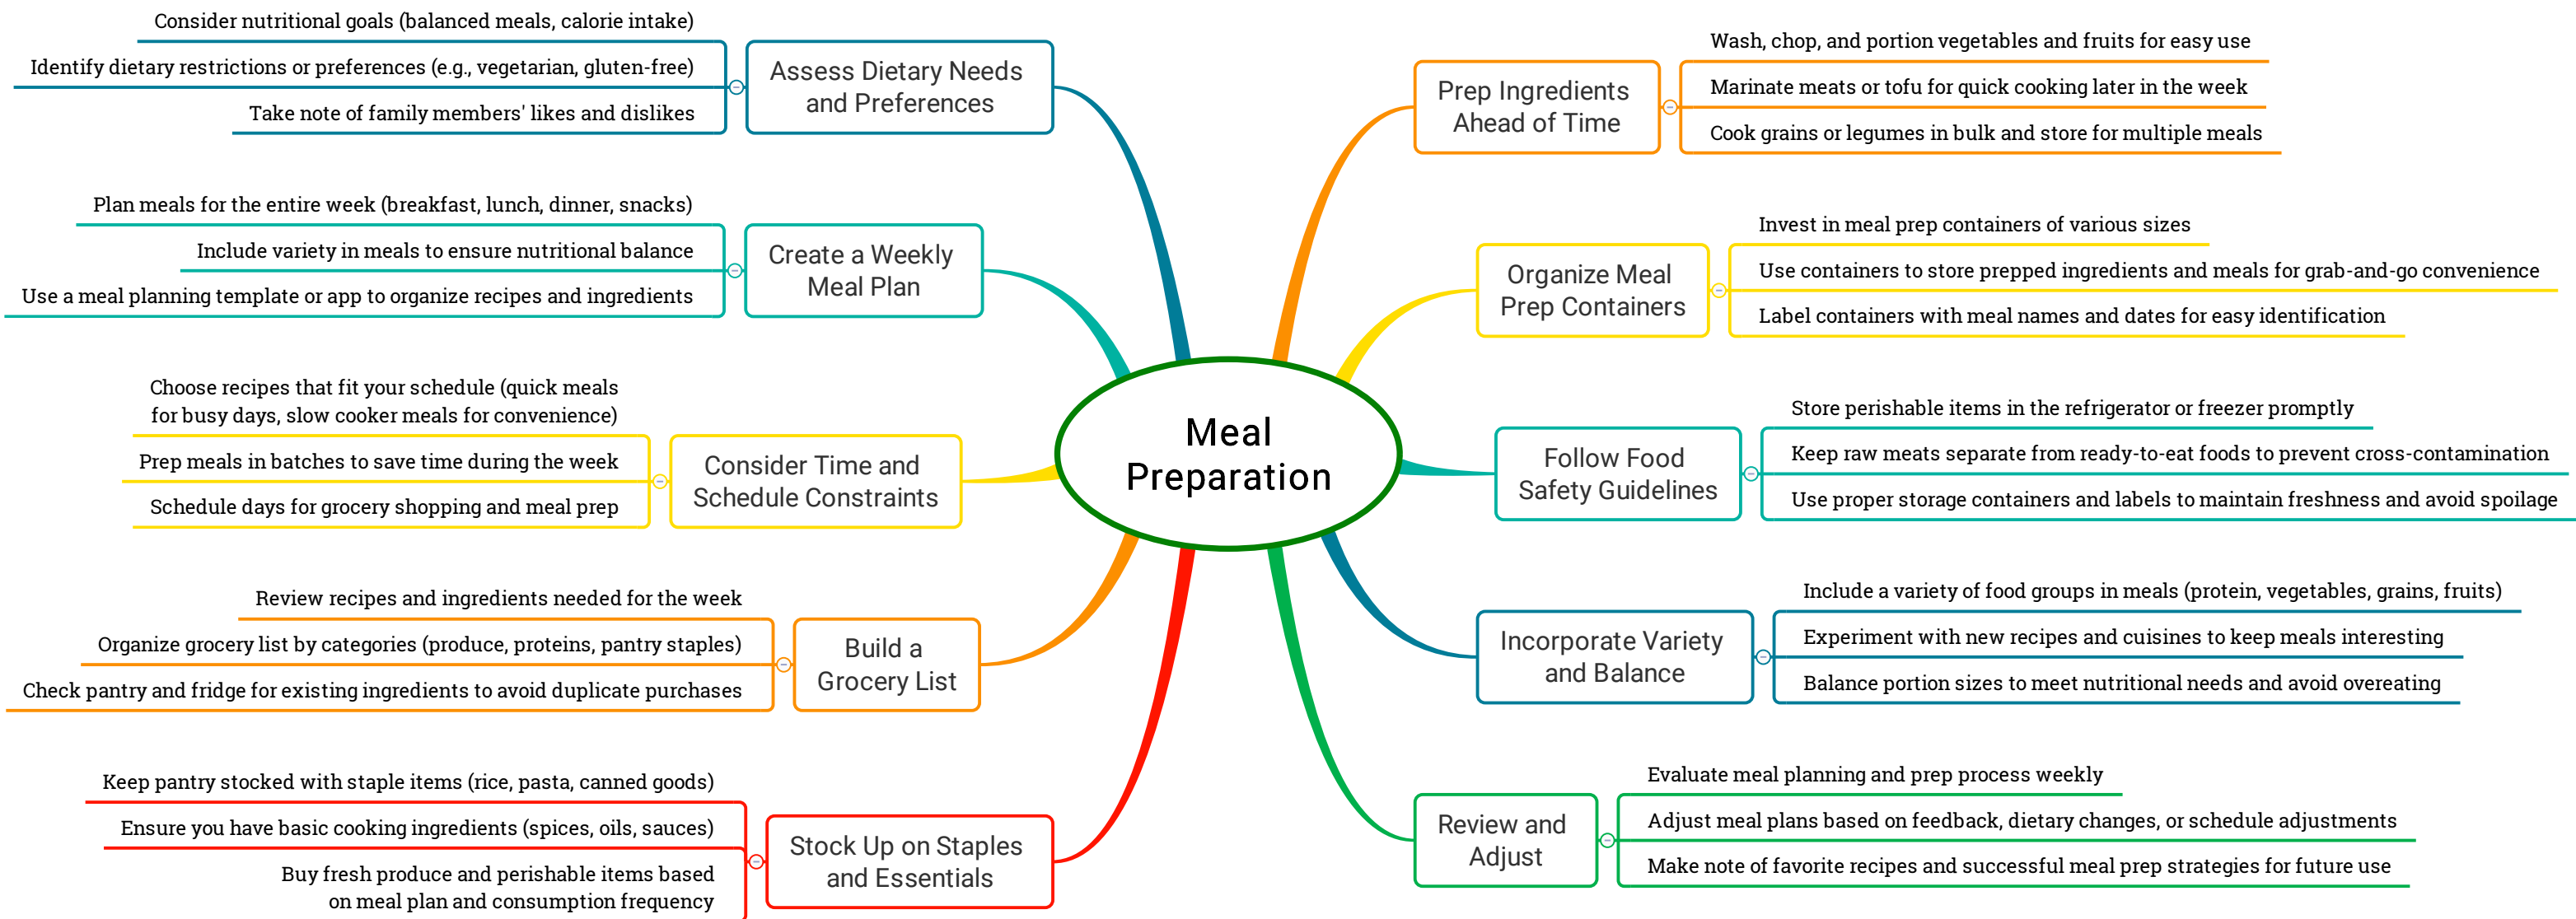 Meal
Preparation
Assess Dietary Needs
and Preferences
Consider nutritional goals (balanced meals, calorie intake)
Identify dietary restrictions or preferences (e.g., vegetarian, gluten-free)
Take note of family members' likes and dislikes
Create a Weekly
Meal Plan
Plan meals for the entire week (breakfast, lunch, dinner, snacks)
Include variety in meals to ensure nutritional balance
Use a meal planning template or app to organize recipes and ingredients
Consider Time and
Schedule Constraints
Choose recipes that fit your schedule (quick meals
for busy days, slow cooker meals for convenience)
Prep meals in batches to save time during the week
Schedule days for grocery shopping and meal prep
Build a
Grocery List
Review recipes and ingredients needed for the week
Organize grocery list by categories (produce, proteins, pantry staples)
Check pantry and fridge for existing ingredients to avoid duplicate purchases
Stock Up on Staples
and Essentials
Keep pantry stocked with staple items (rice, pasta, canned goods)
Ensure you have basic cooking ingredients (spices, oils, sauces)
Buy fresh produce and perishable items based
on meal plan and consumption frequency
Prep Ingredients
Ahead of Time
Wash, chop, and portion vegetables and fruits for easy use
Marinate meats or tofu for quick cooking later in the week
Cook grains or legumes in bulk and store for multiple meals
Organize Meal
Prep Containers
Invest in meal prep containers of various sizes
Use containers to store prepped ingredients and meals for grab-and-go convenience
Label containers with meal names and dates for easy identification
Follow Food
Safety Guidelines
Store perishable items in the refrigerator or freezer promptly
Keep raw meats separate from ready-to-eat foods to prevent cross-contamination
Use proper storage containers and labels to maintain freshness and avoid spoilage
Incorporate Variety
and Balance
Include a variety of food groups in meals (protein, vegetables, grains, fruits)
Experiment with new recipes and cuisines to keep meals interesting
Balance portion sizes to meet nutritional needs and avoid overeating
Review and
Adjust
Evaluate meal planning and prep process weekly
Adjust meal plans based on feedback, dietary changes, or schedule adjustments
Make note of favorite recipes and successful meal prep strategies for future use